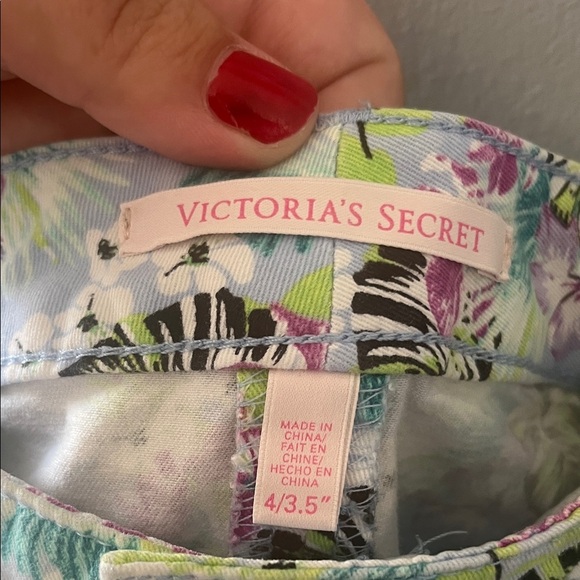 VICTORIA'S SECRET
MADE IN
CHINA/
FAIT EN
CHINE/
HECHO EN
CHINA
4/3.5"